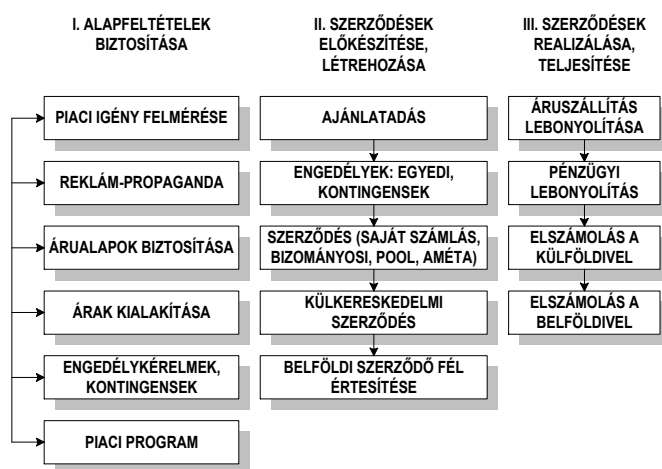 I. ALAPFELTÉTELEK
BIZTOSÍTÁSA
PIACI IGÉNY FELMÉRÉSE
REKLÁM-PROPAGANDA
ÁRUALAPOK BIZTOSÍTÁSA
ÁRAK KIALAKÍTÁSA
ENGEDÉLYKÉRELMEK,
KONTINGENSEK
PIACI PROGRAM
II. SZERZŐDÉSEK
ELŐKÉSZÍTÉSE,
LÉTREHOZÁSA
AJÁNLATADÁS
ENGEDÉLYEK: EGYEDI,
KONTINGENSEK
SZERZŐDÉS (SAJÁT SZÁMLÁS,
BIZOMÁNYOSI, POOL, AMÉTA)
KÜLKERESKEDELMI
SZERZŐDÉS
BELFÖLDI SZERZŐDŐ FÉL
ÉRTESÍTÉSE
III. SZERZŐDÉSEK
REALIZÁLÁSA,
TELJESÍTÉSE
ÁRUSZÁLLÍTÁS
LEBONYOLÍTÁSA
PÉNZÜGYI
LEBONYOLÍTÁS
ELSZÁMOLÁS A
KÜLFÖLDIVEL
ELSZÁMOLÁS A
BELFÖLDIVEL